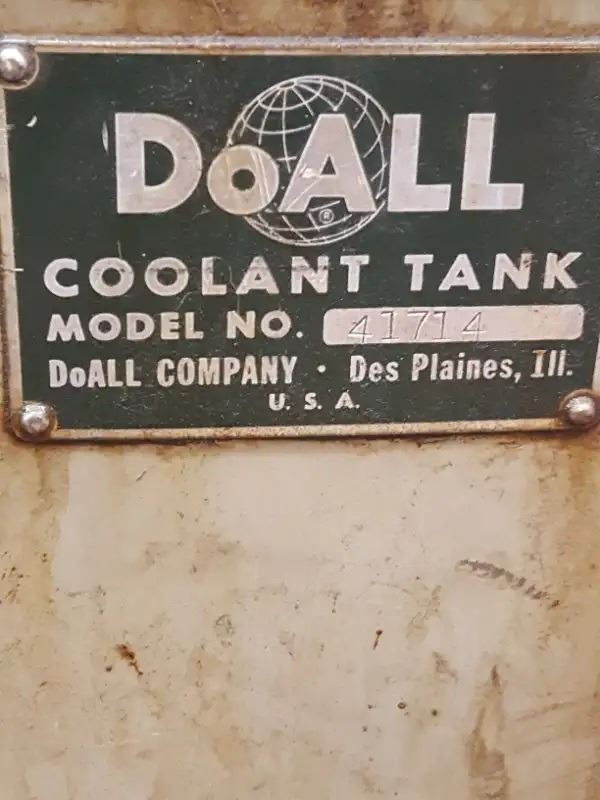 DoALL
®
COOLANT TANK
MODEL NO. 41714
DoALL COMPANY · Des Plaines, Ill.
U. S. A.